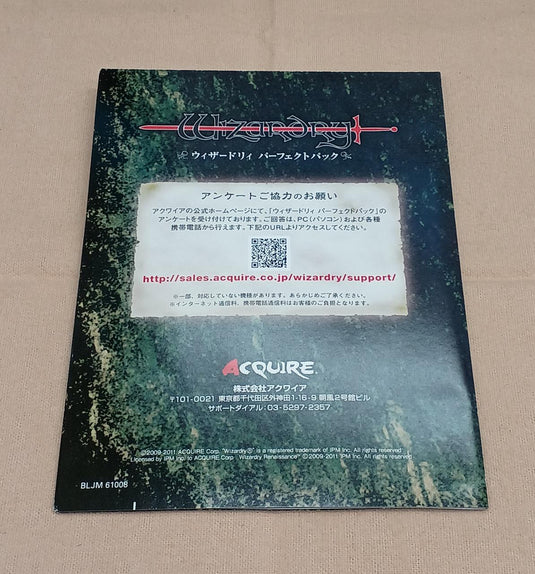 Wizardry
ウィザードリィ パーフェクトパック
アンケートご協力のお願い
アクワイアの公式ホームページにて、「ウィザードリィ パーフェクトパック」の
アンケートを受け付けております。ご回答は、PC（パソコン）および各種
携帯電話から行えます。下記のURLよりアクセスしてください。
http://sales.acquire.co.jp/wizardry/support/
※一部、対応していない機種があります。あらかじめご了承ください。
※インターネット通信料、携帯電話通信料はお客様のご負担となります。
ACQUIRE
株式会社アクワイア
〒101-0021 東京都千代田区外神田1-16-9 朝風2号館ビル
サポートダイアル：03-5297-2357
©2009-2011 ACQUIRE Corp. "Wizardry®" is a registered trademark of IPM Inc. All rights reserved.
Licensed by IPM Inc. to ACQUIRE Corp. Wizardry Renaissance™ ©2009-2011 IPM Inc. All rights reserved.
BLJM 61008